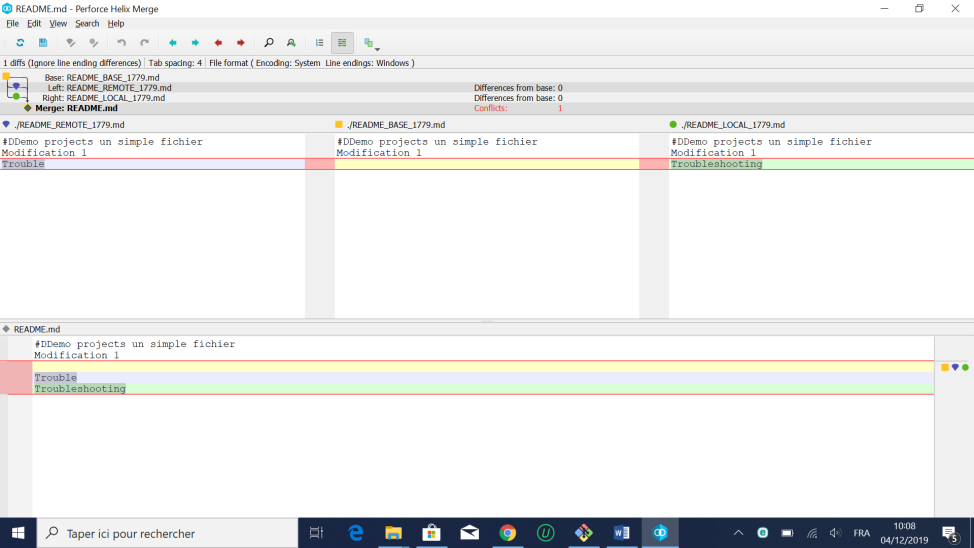 README.md - Perforce Helix Merge
File Edit View Search Help
1 diffs (Ignore line ending differences) Tab spacing: 4 File format ( Encoding: System Line endings: Windows )
Base: README_BASE_1779.md
Left: README_REMOTE_1779.md Differences from base: 0
Right: README_LOCAL_1779.md Differences from base: 0
Merge: README.md Conflicts: 1
./README_REMOTE_1779.md ./README_BASE_1779.md ./README_LOCAL_1779.md
#DDemo projects un simple fichier #DDemo projects un simple fichier #DDemo projects un simple fichier
Modification 1 Modification 1 Modification 1
Trouble Troubleshooting
README.md
#DDemo projects un simple fichier
Modification 1
Trouble
Troubleshooting
Taper ici pour rechercher
FRA
10:08
04/12/2019
5